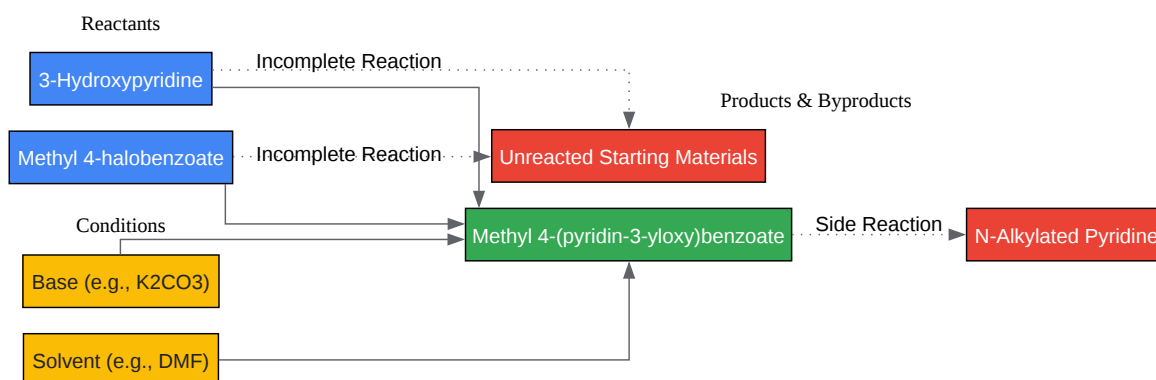 Reactants
3-Hydroxypyridine
Incomplete Reaction
Products & Byproducts
Methyl 4-halobenzoate
Incomplete Reaction
Unreacted Starting Materials
Conditions
Methyl 4-(pyridin-3-yloxy)benzoate
Side Reaction
N-Alkylated Pyridine
Base (e.g., K2CO3)
Solvent (e.g., DMF)